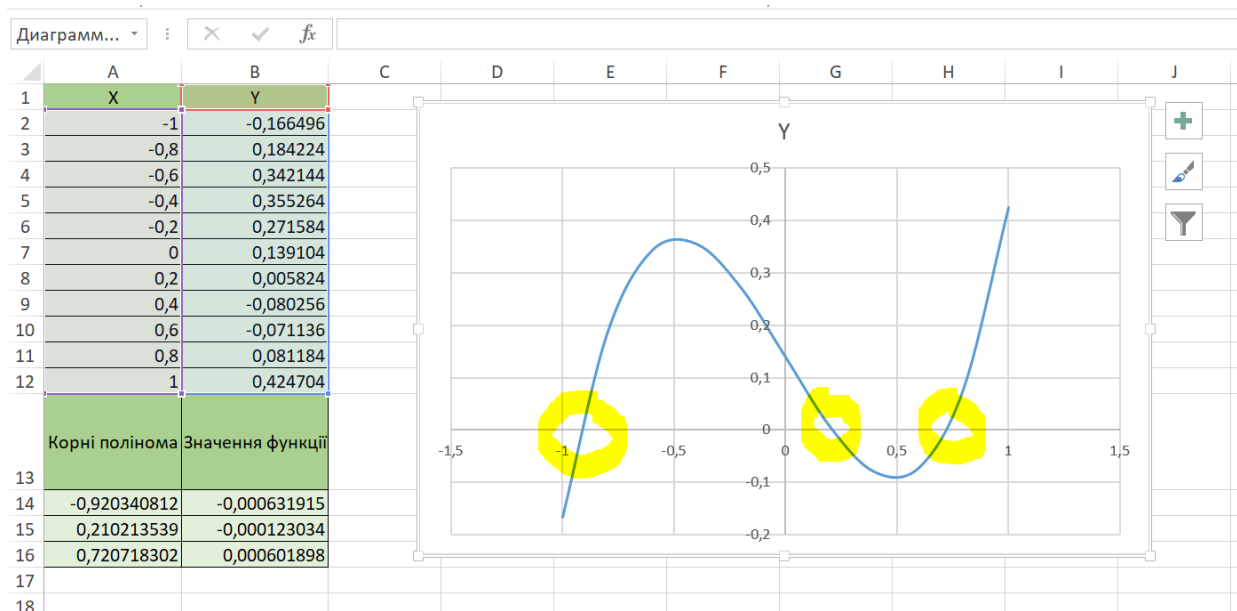 Диаграмм...
fx
A B C D E F G H I J
1 X Y
2 -1 -0,166496
3 -0,8 0,184224
4 -0,6 0,342144
5 -0,4 0,355264
6 -0,2 0,271584
7 0 0,139104
8 0,2 0,005824
9 0,4 -0,080256
10 0,6 -0,071136
11 0,8 0,081184
12 1 0,424704
13 Корні полінома Значення функції
14 -0,920340812 -0,000631915
15 0,210213539 -0,000123034
16 0,720718302 0,000601898
17
18
Y
0,5
0,4
0,3
0,2
0,1
0
-1,5 -1 -0,5 0 0,5 1 1,5
-0,1
-0,2